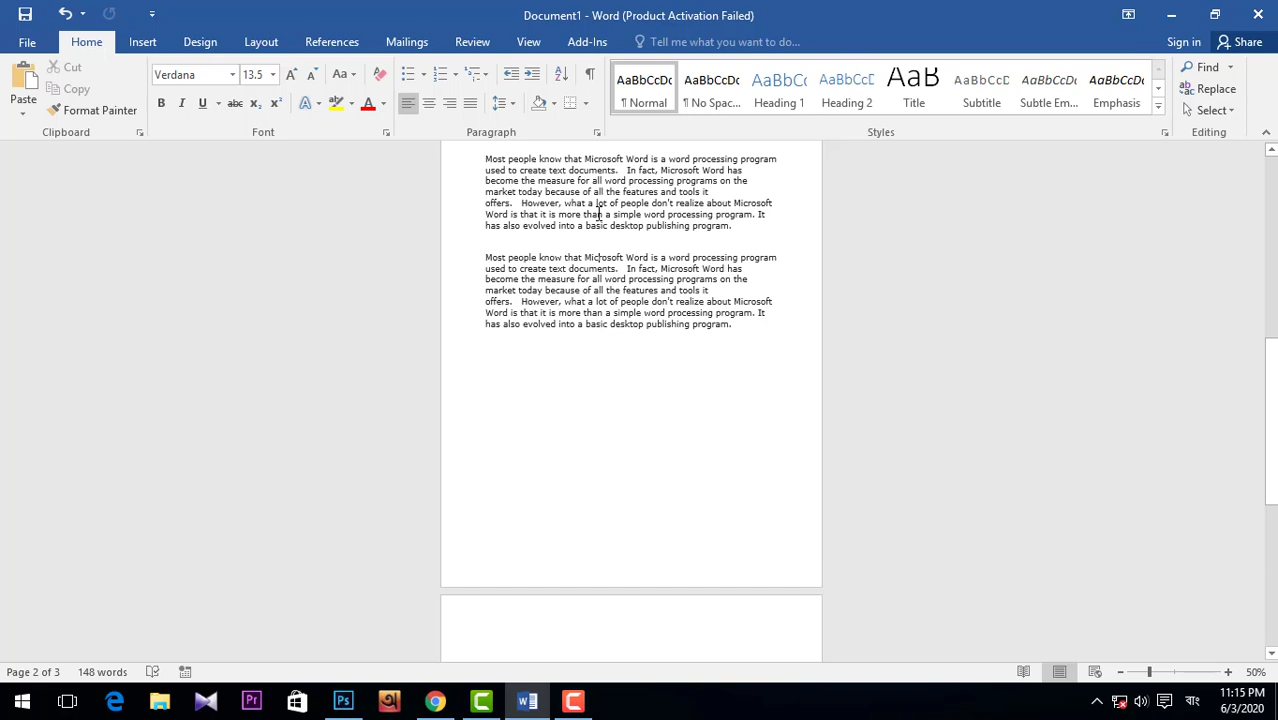 Document1 - Word (Product Activation Failed)
File Home Insert Design Layout References Mailings Review View Add-Ins Tell me what you want to do... Sign in Share
Paste Cut Copy Format Painter
Verdana 13.5 Aa
B I U abc X₂ X² A A
AaBbCcDc AaBbCcDc AaBbCc AaBbCcD AaB AaBbCcD AaBbCcDc AaBbCcDc
¶ Normal ¶ No Spac... Heading 1 Heading 2 Title Subtitle Subtle Em... Emphasis
Find Replace Select
Clipboard Font Paragraph Styles Editing
Most people know that Microsoft Word is a word processing program
used to create text documents. In fact, Microsoft Word has
become the measure for all word processing programs on the
market today because of all the features and tools it
offers. However, what a lot of people don't realize about Microsoft
Word is that it is more than a simple word processing program. It
has also evolved into a basic desktop publishing program.
Most people know that Microsoft Word is a word processing program
used to create text documents. In fact, Microsoft Word has
become the measure for all word processing programs on the
market today because of all the features and tools it
offers. However, what a lot of people don't realize about Microsoft
Word is that it is more than a simple word processing program. It
has also evolved into a basic desktop publishing program.
Page 2 of 3 148 words 50%
বাং 11:15 PM
6/3/2020